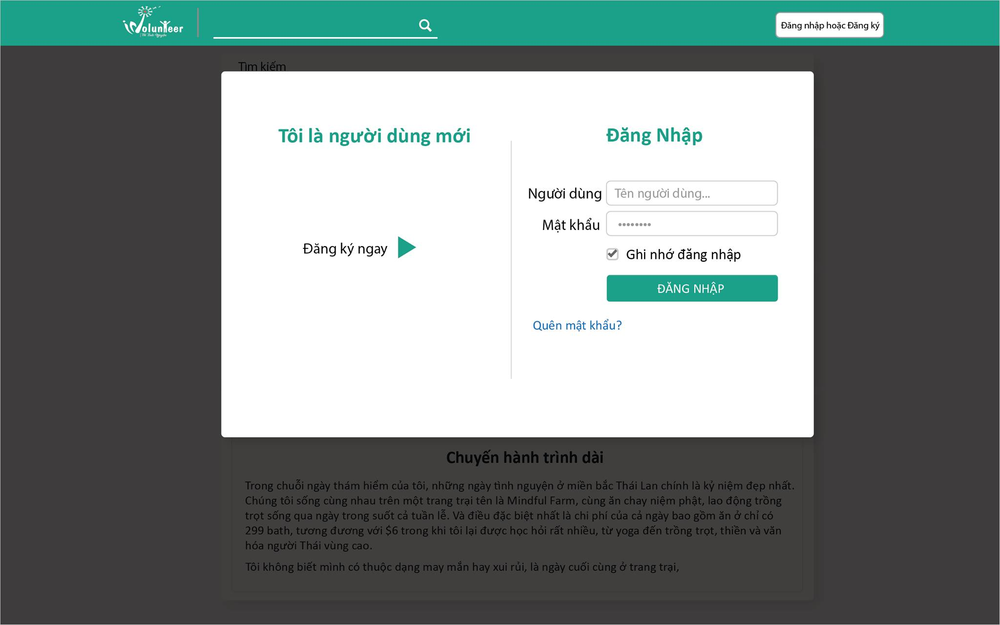 iVolunteer
Tôi Tình Nguyện
Đăng nhập hoặc Đăng ký
Tìm kiếm
Tôi là người dùng mới
Đăng ký ngay
Đăng Nhập
Người dùng
Tên người dùng...
Mật khẩu
Ghi nhớ đăng nhập
ĐĂNG NHẬP
Quên mật khẩu?
Chuyến hành trình dài
Trong chuỗi ngày thám hiểm của tôi, những ngày tình nguyện ở miền bắc Thái Lan chính là kỷ niệm đẹp nhất.
Chúng tôi sống cùng nhau trên một trang trại tên là Mindful Farm, cùng ăn chay niệm phật, lao động trồng
trọt sống qua ngày trong suốt cả tuần lễ. Và điều đặc biệt nhất là chi phí của cả ngày bao gồm ăn ở chỉ có
299 bath, tương đương với $6 trong khi tôi lại được học hỏi rất nhiều, từ yoga đến trồng trọt, thiền và văn
hóa người Thái vùng cao.
Tôi không biết mình có thuộc dạng may mắn hay xui rủi, là ngày cuối cùng ở trang trại,